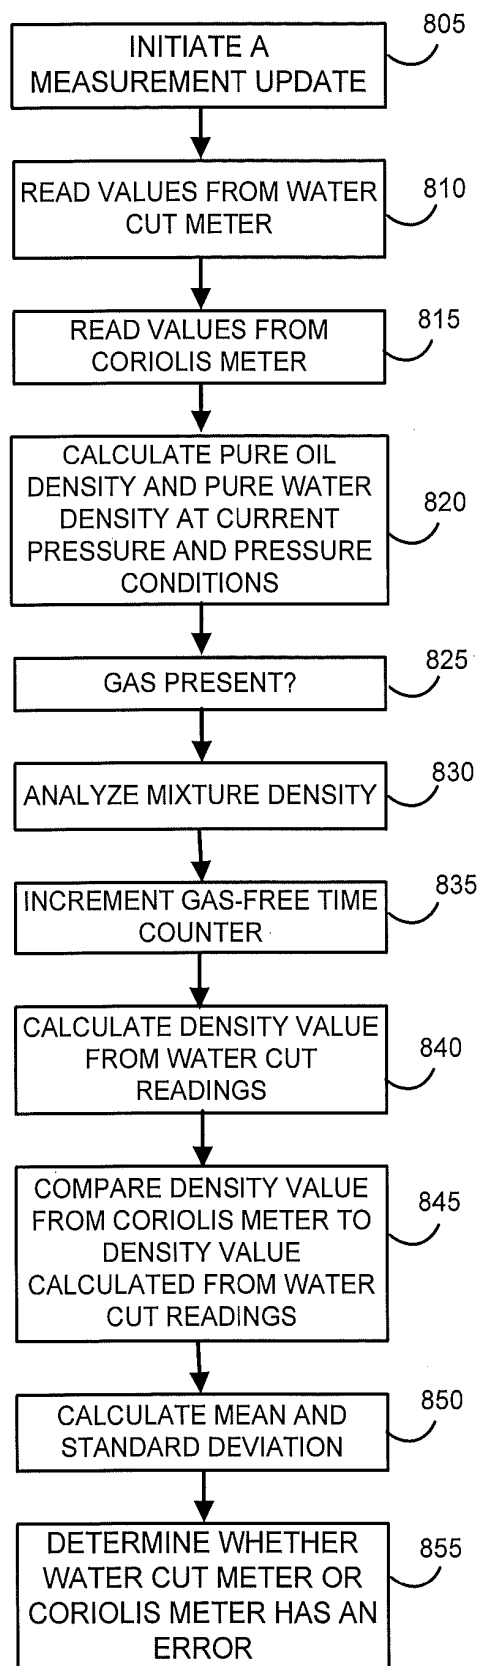 INITIATE A
MEASUREMENT UPDATE
805
READ VALUES FROM WATER
CUT METER
810
READ VALUES FROM
CORIOLIS METER
815
CALCULATE PURE OIL
DENSITY AND PURE WATER
DENSITY AT CURRENT
PRESSURE AND PRESSURE
CONDITIONS
820
GAS PRESENT?
825
ANALYZE MIXTURE DENSITY
830
INCREMENT GAS-FREE TIME
COUNTER
835
CALCULATE DENSITY VALUE
FROM WATER CUT
READINGS
840
COMPARE DENSITY VALUE
FROM CORIOLIS METER TO
DENSITY VALUE
CALCULATED FROM WATER
CUT READINGS
845
CALCULATE MEAN AND
STANDARD DEVIATION
850
DETERMINE WHETHER
WATER CUT METER OR
CORIOLIS METER HAS AN
ERROR
855